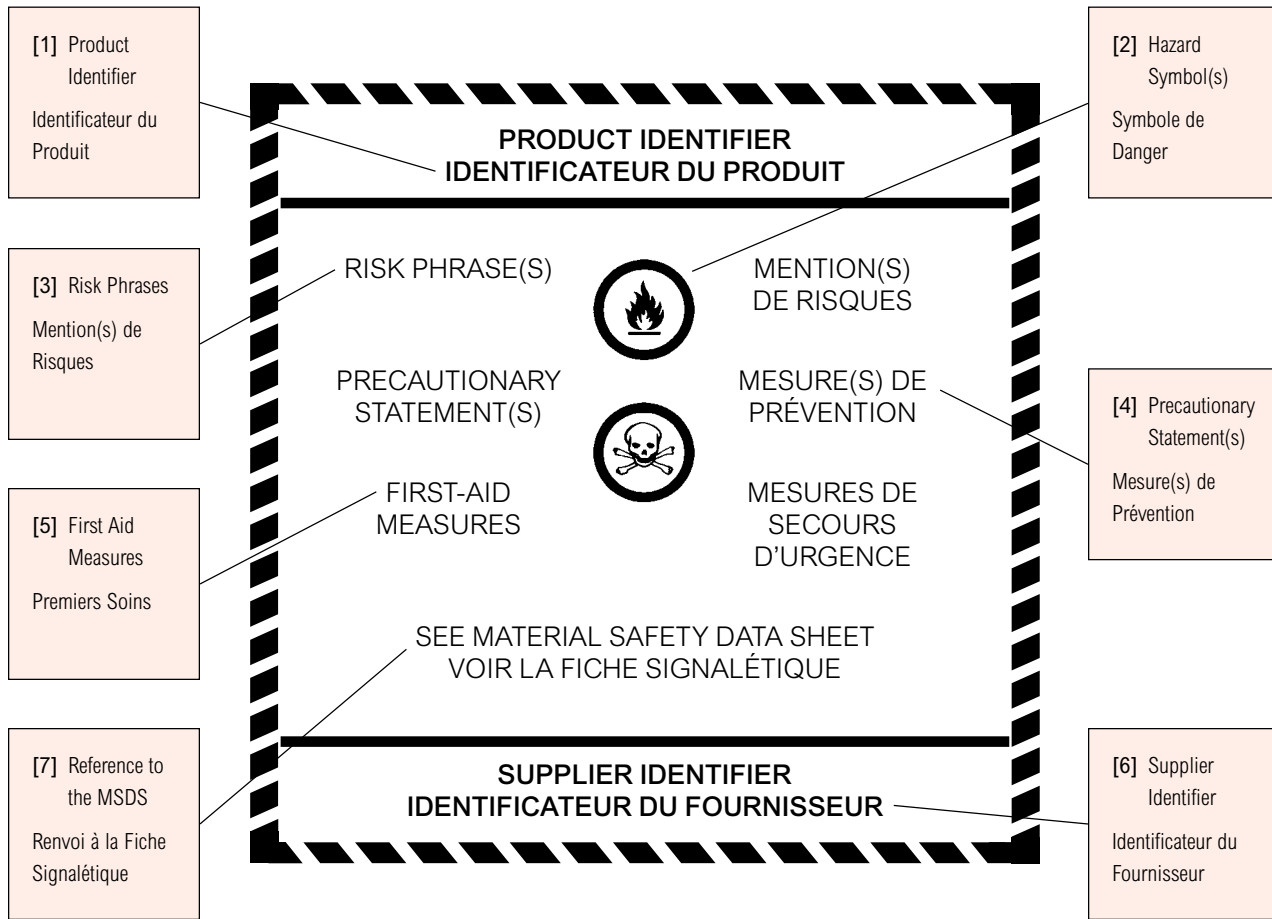 [1] Product
Identifier
Identificateur du
Produit
[2] Hazard
Symbol(s)
Symbole de
Danger
PRODUCT IDENTIFIER
IDENTIFICATEUR DU PRODUIT
[3] Risk Phrases
Mention(s) de
Risques
RISK PHRASE(S)
MENTION(S)
DE RISQUES
PRECAUTIONARY
STATEMENT(S)
MESURE(S) DE
PRÉVENTION
[4] Precautionary
Statement(s)
Mesure(s) de
Prévention
[5] First Aid
Measures
Premiers Soins
FIRST-AID
MEASURES
MESURES DE
SECOURS
D'URGENCE
SEE MATERIAL SAFETY DATA SHEET
VOIR LA FICHE SIGNALÉTIQUE
[7] Reference to
the MSDS
Renvoi à la Fiche
Signalétique
SUPPLIER IDENTIFIER
IDENTIFICATEUR DU FOURNISSEUR
[6] Supplier
Identifier
Identificateur du
Fournisseur